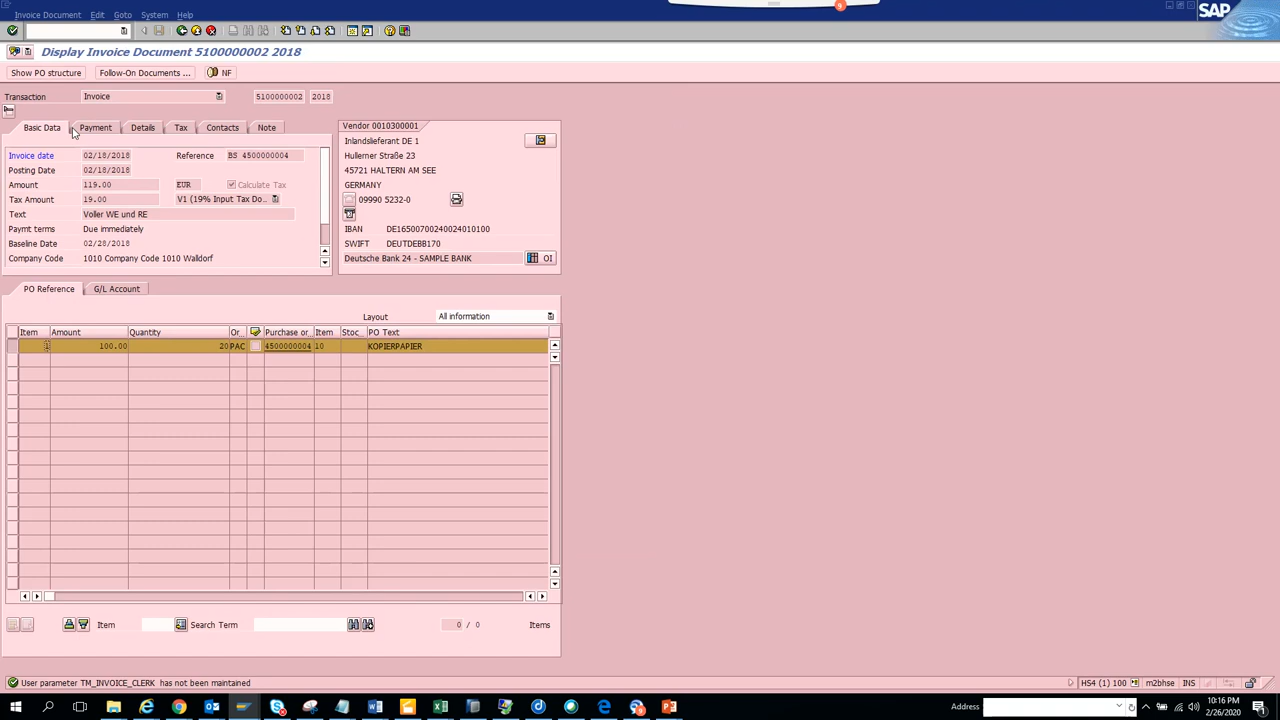 Invoice Document Edit Goto System Help
SAP
9
Display Invoice Document 5100000002 2018
Show PO structure Follow-On Documents ... NF
Transaction Invoice 5100000002 2018
Basic Data Payment Details Tax Contacts Note
Invoice date 02/18/2018 Reference BS 4500000004
Posting Date 02/18/2018
Amount 119.00 EUR Calculate Tax
Tax Amount 19.00 V1 (19% Input Tax Do...
Text Voller WE und RE
Paymt terms Due immediately
Baseline Date 02/28/2018
Company Code 1010 Company Code 1010 Walldorf
Vendor 0010300001
Inlandslieferant DE 1
Hullerner Straße 23
45721 HALTERN AM SEE
GERMANY
09990 5232-0
IBAN DE16500700240024010100
SWIFT DEUTDEBB170
Deutsche Bank 24 - SAMPLE BANK OI
PO Reference G/L Account
Layout All information
Item Amount Quantity Or... Purchase or... Item Stoc... PO Text
1 100.00 20 PAC 4500000004 10 KOPIERPAPIER
Item Search Term 0 / 0 Items
User parameter TM_INVOICE_CLERK has not been maintained HS4 (1) 100 m2bhse INS
Address 10:16 PM
2/26/2020